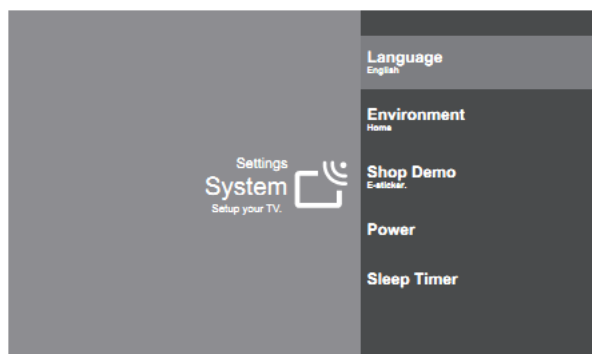 Settings
System
Setup your TV.
Language
English
Environment
Home
Shop Demo
E-sticker.
Power
Sleep Timer